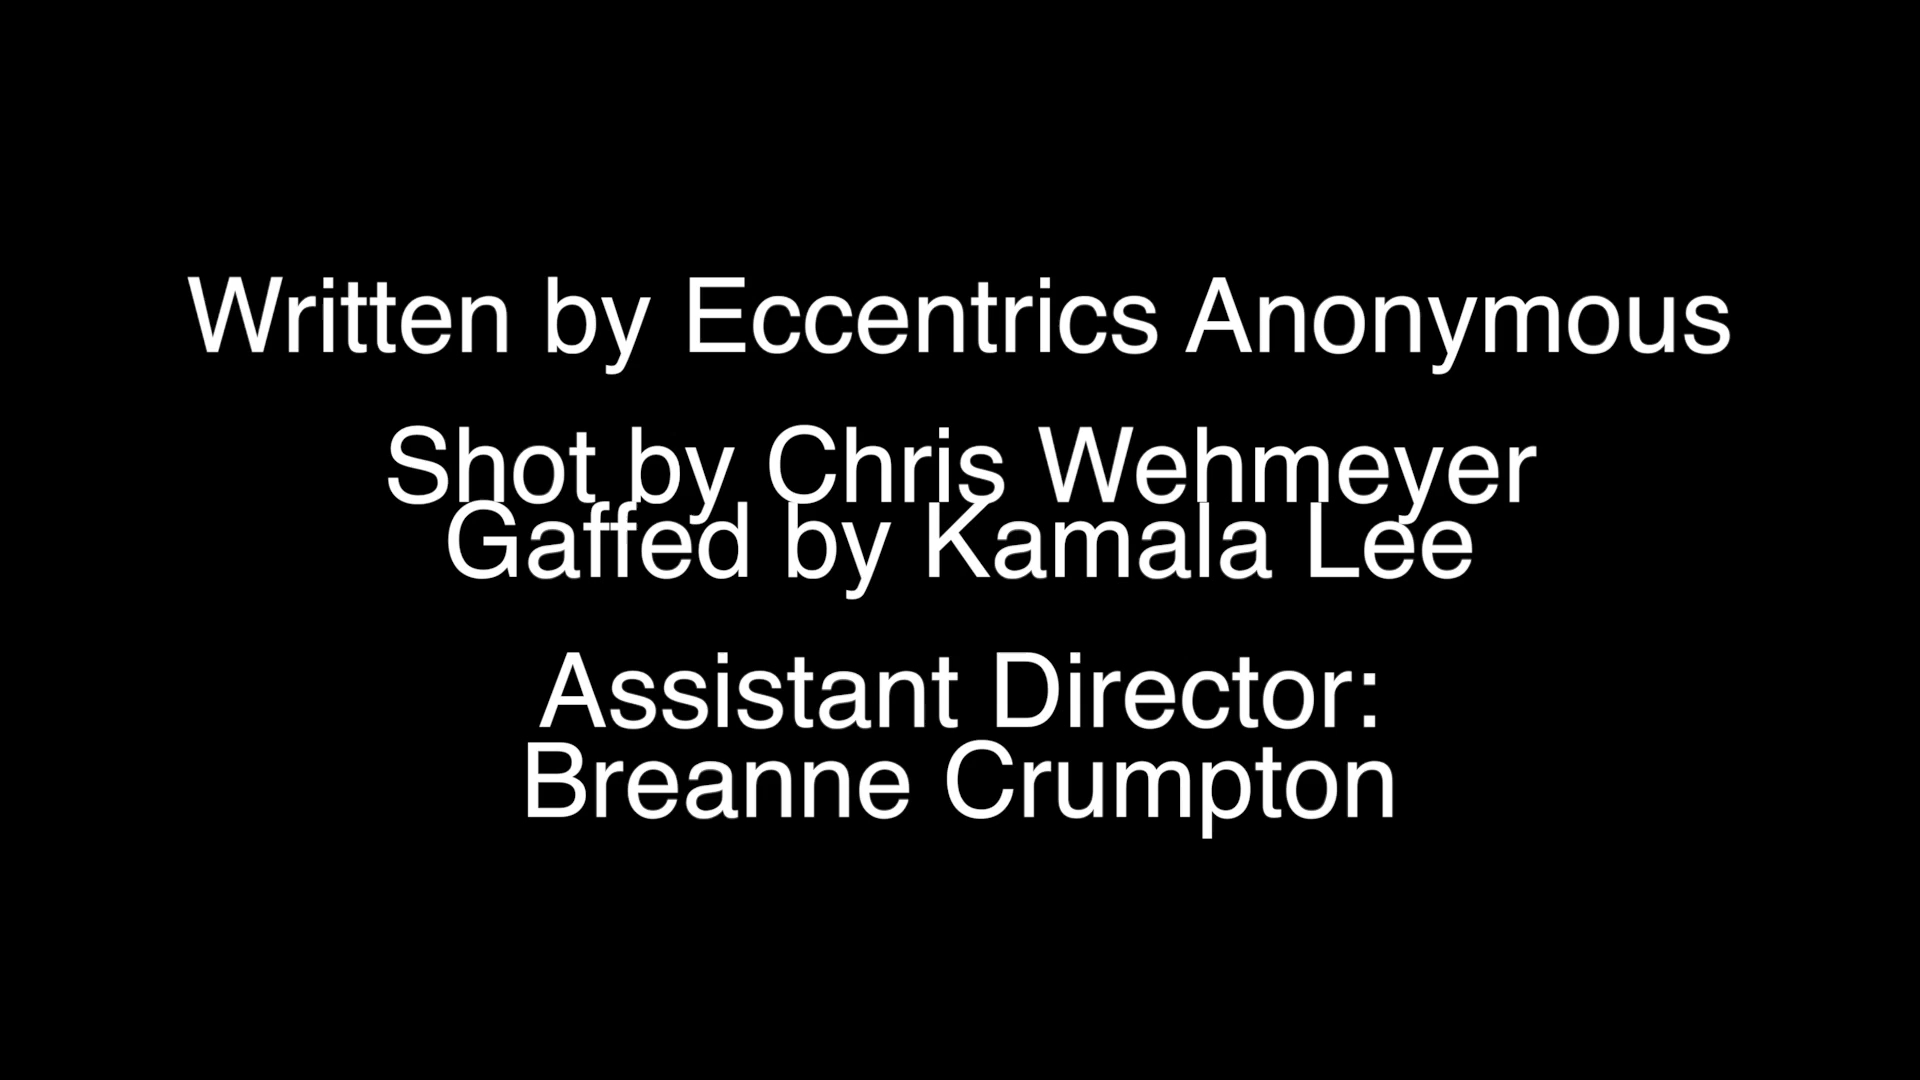 Written by Eccentrics Anonymous
Shot by Chris Wehmeyer
Gaffed by Kamala Lee
Assistant Director:
Breanne Crumpton